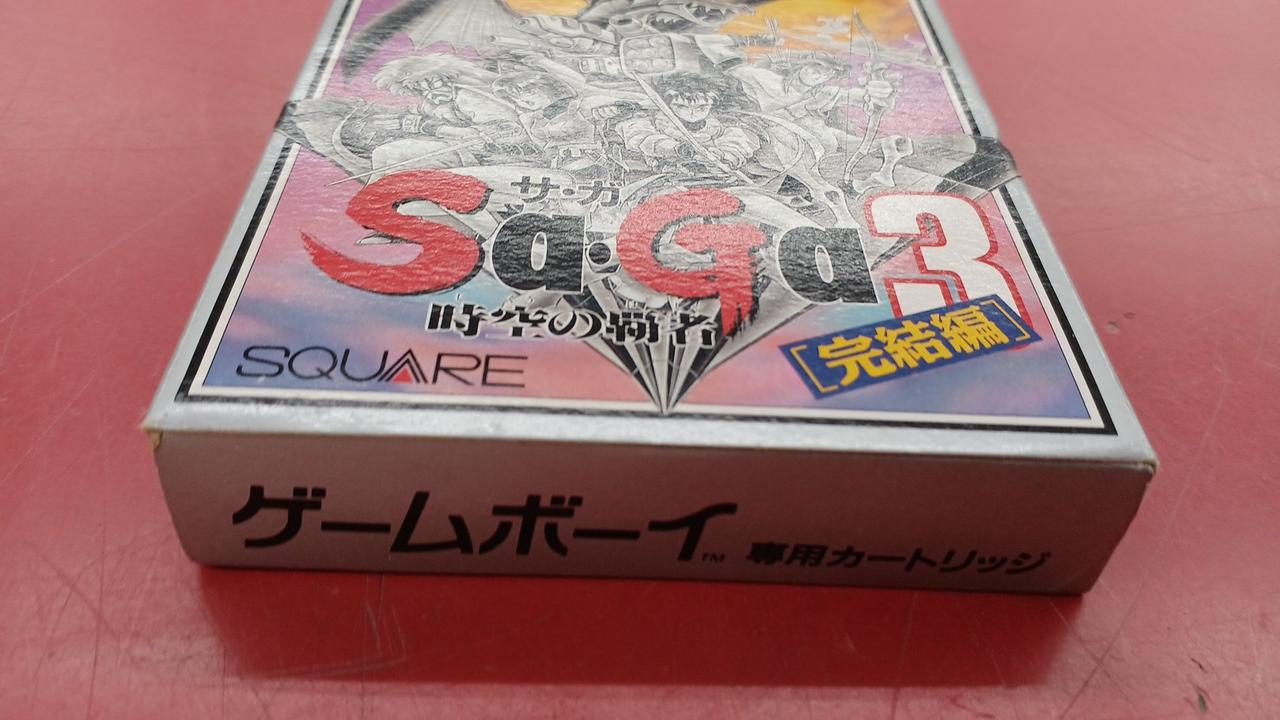 サ・ガ
Sa・Ga3
時空の覇者
[完結編]
SQUARE
ゲームボーイ™ 専用カートリッジ